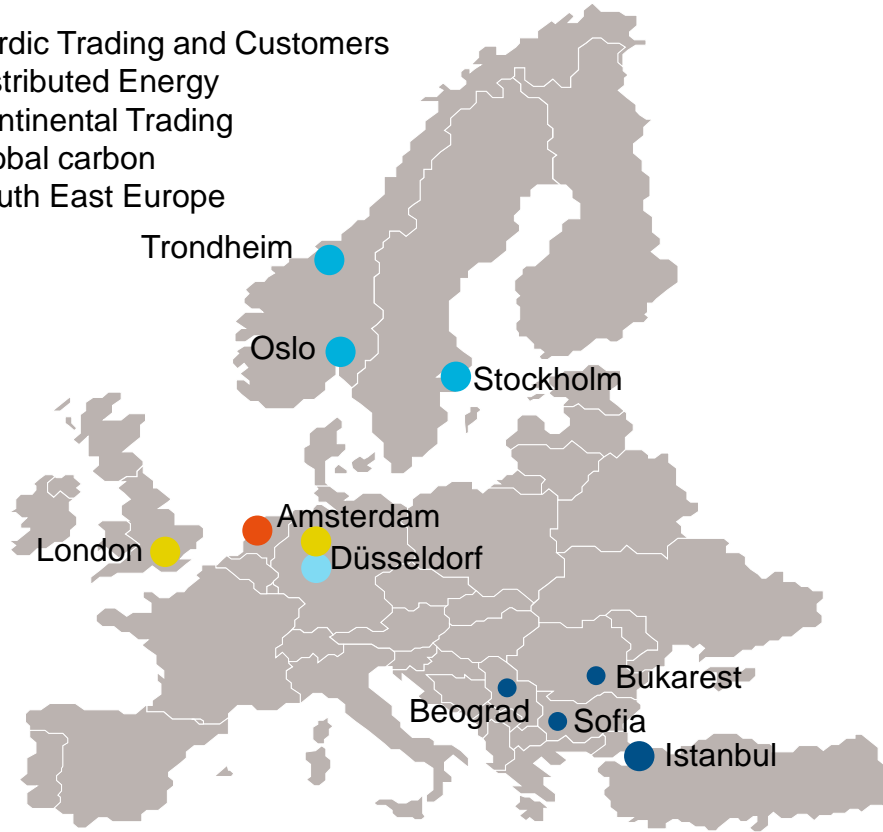 rdic Trading and Customers
stributed Energy
ntinental Trading
obal carbon
uth East Europe
Trondheim
Oslo
Stockholm
Amsterdam
London
Düsseldorf
Bukarest
Beograd
Sofia
Istanbul